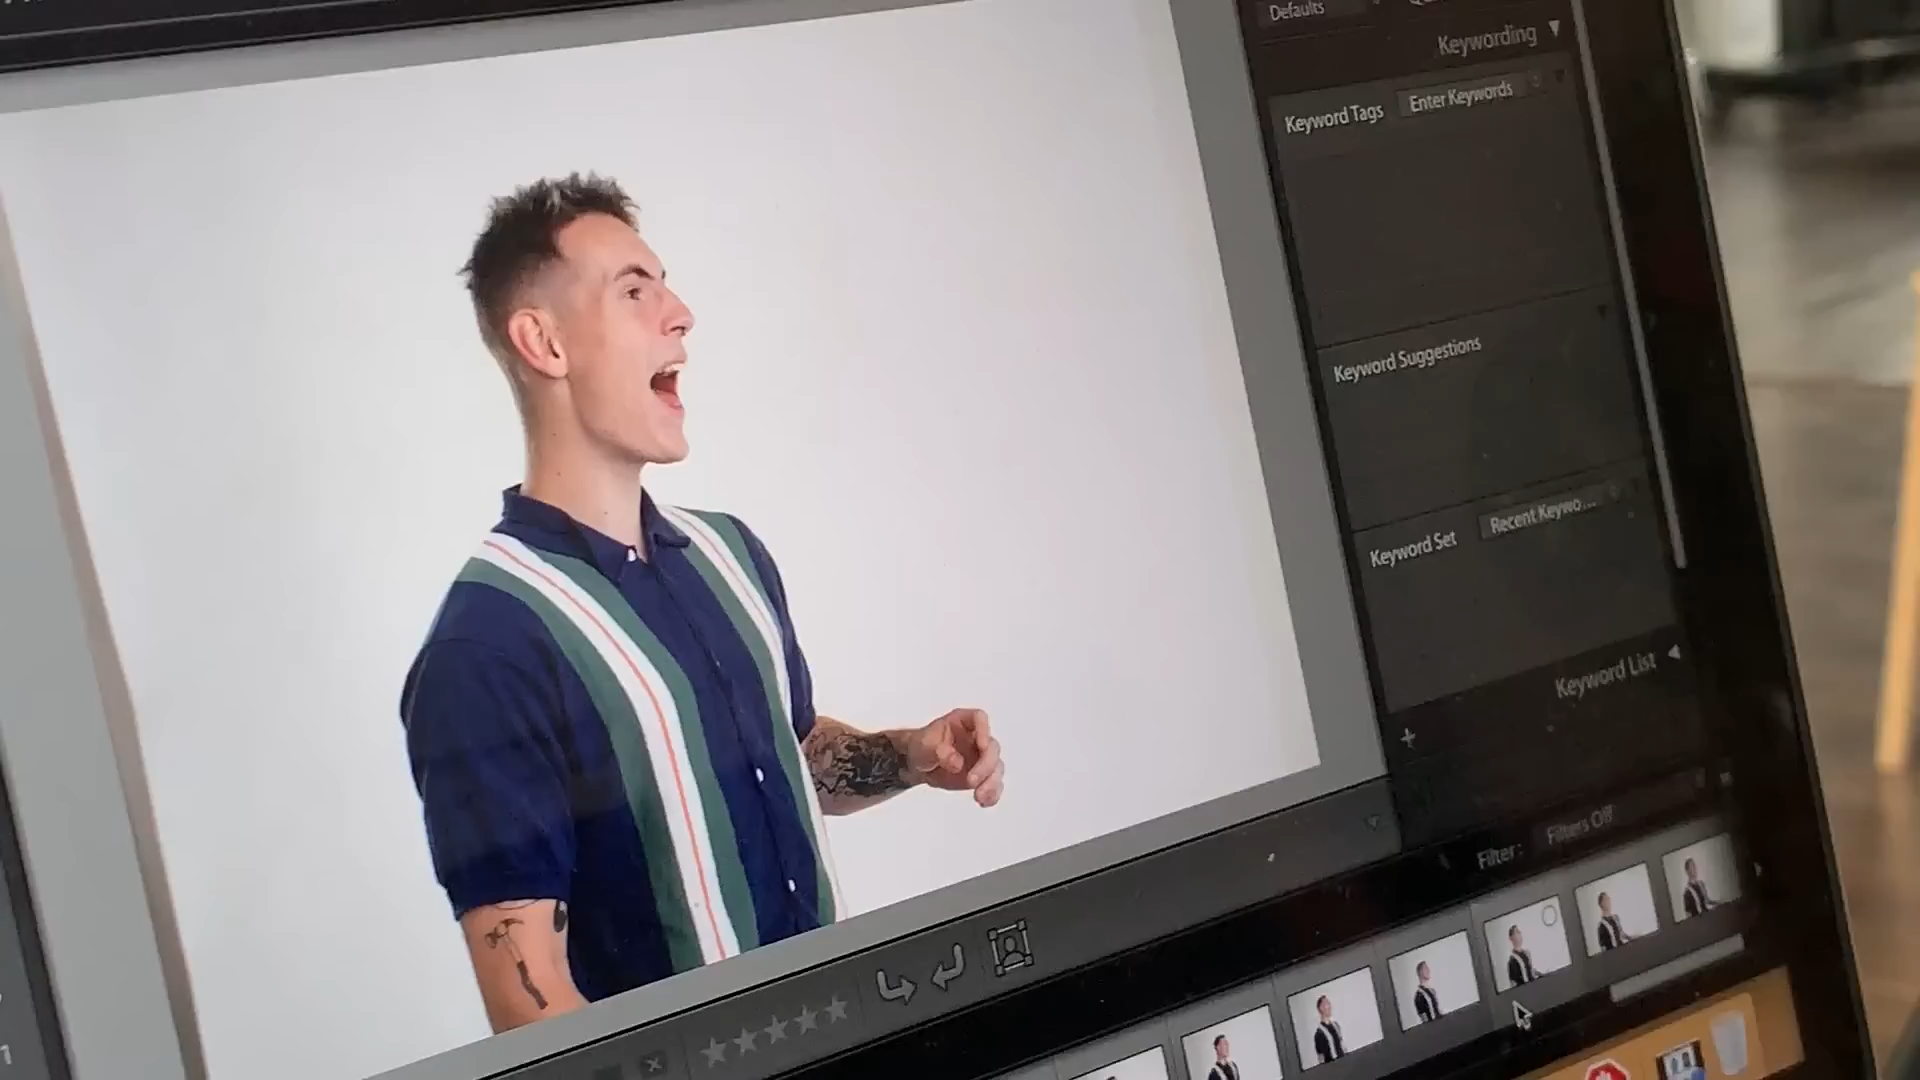 Defaults
Keywording
Keyword Tags
Enter Keywords
Keyword Suggestions
Keyword Set
Recent Keywo...
Keyword List
Filter:
Filters Off